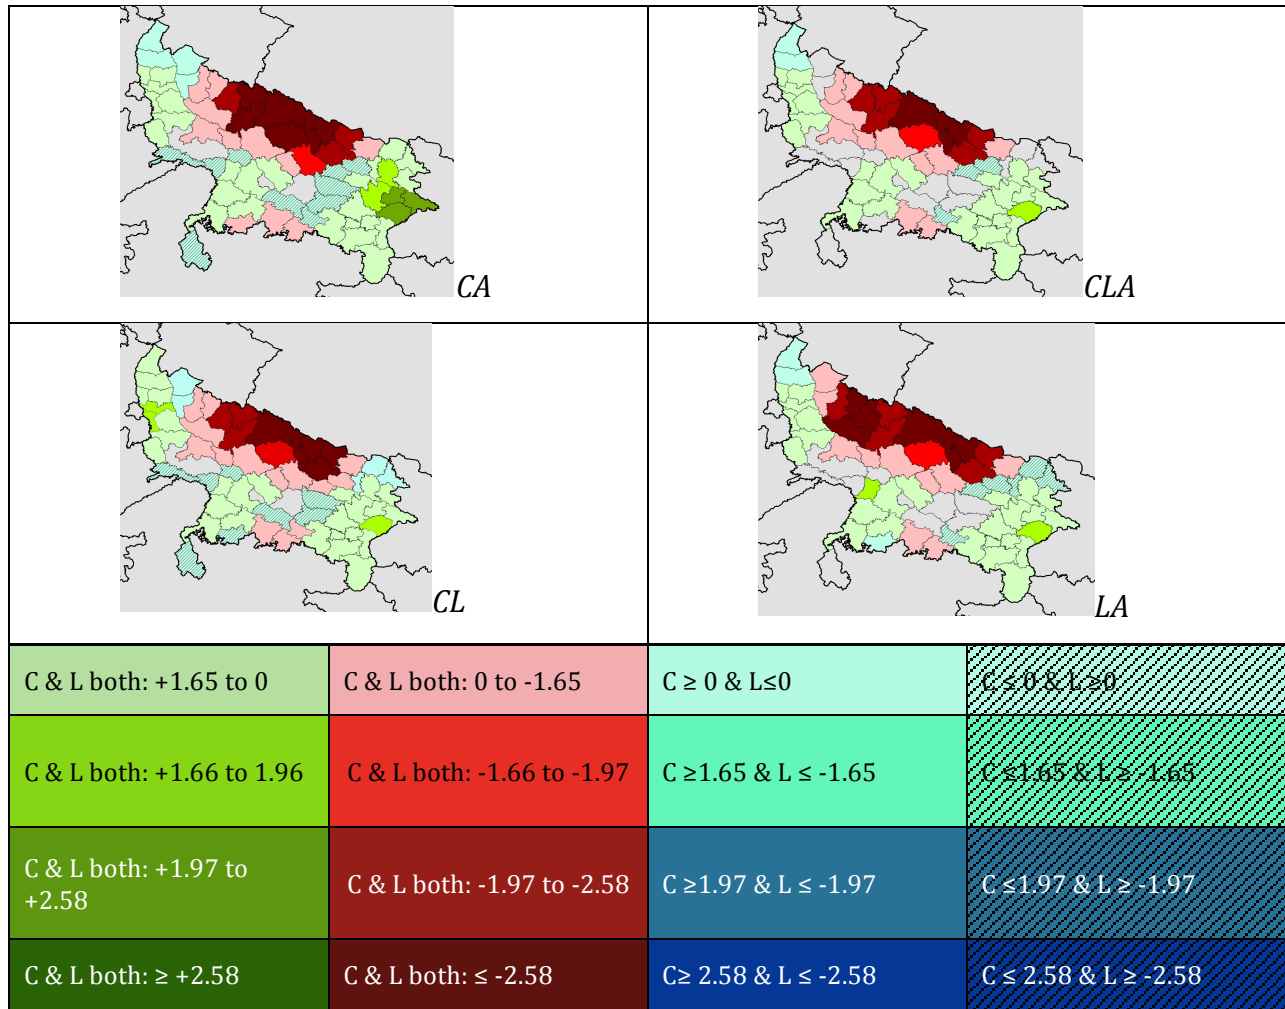 CA
CLA
CL
LA
C & L both: +1.65 to 0
C & L both: 0 to -1.65
C ≥ 0 & L≤0
C ≤ 0 & L ≥0
C & L both: +1.66 to 1.96
C & L both: -1.66 to -1.97
C ≥1.65 & L ≤ -1.65
C ≤1.65 & L ≥ -1.65
C & L both: +1.97 to
+2.58
C & L both: -1.97 to -2.58
C ≥1.97 & L ≤ -1.97
C ≤1.97 & L ≥ -1.97
C & L both: ≥ +2.58
C & L both: ≤ -2.58
C≥ 2.58 & L ≤ -2.58
C ≤ 2.58 & L ≥ -2.58